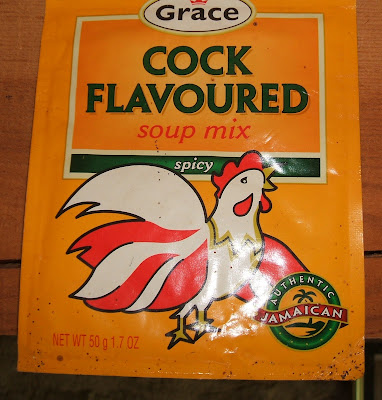 Grace
COCK
FLAVOURED
soup mix
spicy
AUTHENTIC
JAMAICAN
NET WT 50 g 1.7 OZ